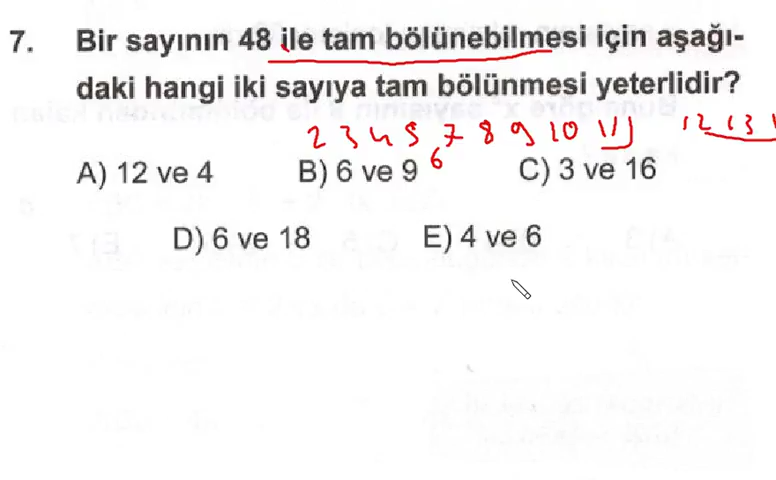 7. Bir sayının 48 ile tam bölünebilmesi için aşağı-
daki hangi iki sayıya tam bölünmesi yeterlidir?
2 3 4 5 7 8 9 10 11 12 13
6
A) 12 ve 4 B) 6 ve 9 C) 3 ve 16
D) 6 ve 18 E) 4 ve 6